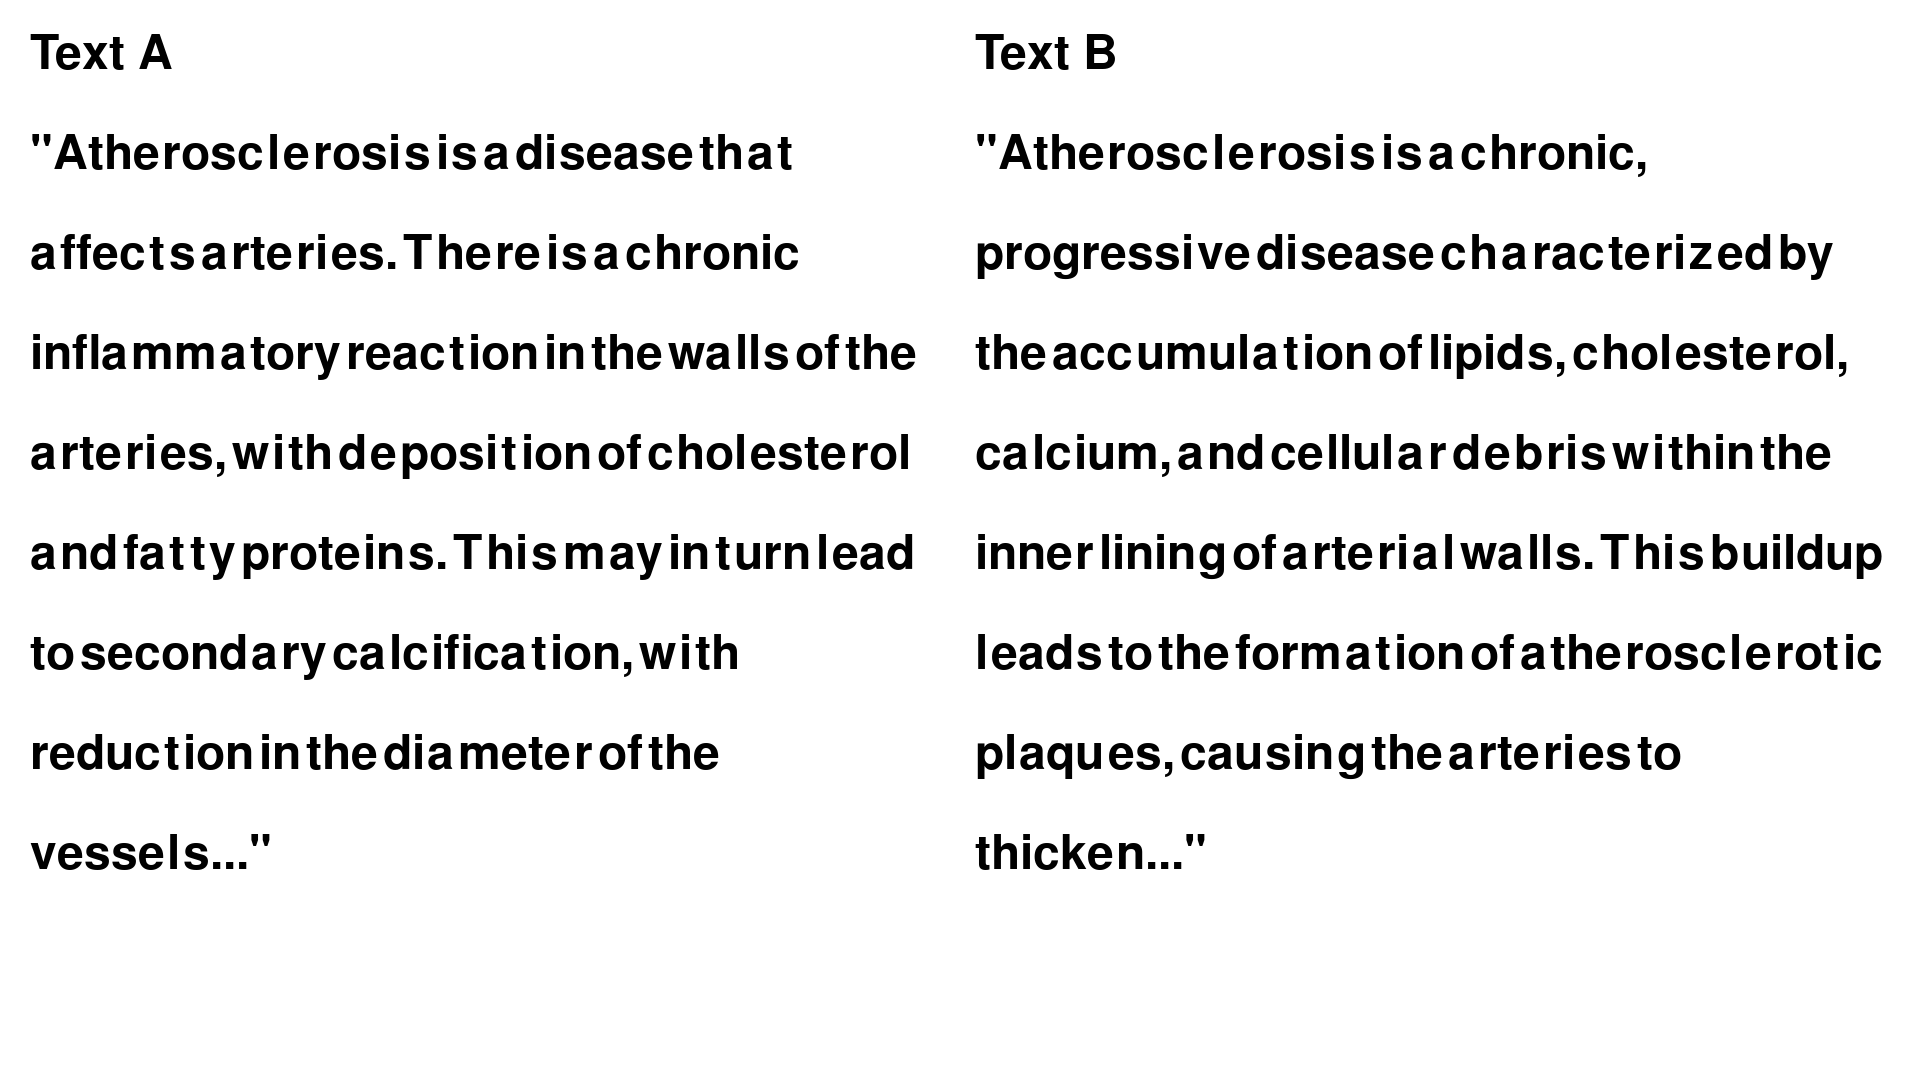 Text A
"Atherosclerosis is a disease that
affects arteries. There is a chronic
inflammatory reaction in the walls of the
arteries, with deposition of cholesterol
and fatty proteins. This may in turn lead
to secondary calcification, with
reduction in the diameter of the
vessels..."
Text B
"Atherosclerosis is a chronic,
progressive disease characterized by
the accumulation of lipids, cholesterol,
calcium, and cellular debris within the
inner lining of arterial walls. This buildup
leads to the formation of atherosclerotic
plaques, causing the arteries to
thicken..."